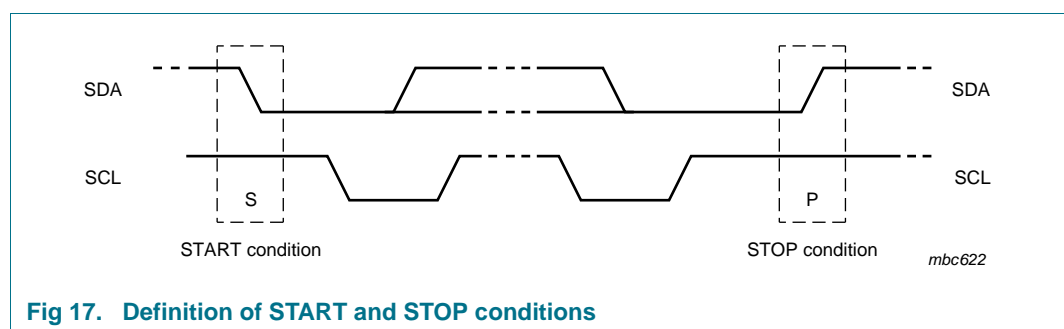 SDA
SDA
SCL
SCL
S
P
START condition
STOP condition
mbc622
Fig 17. Definition of START and STOP conditions